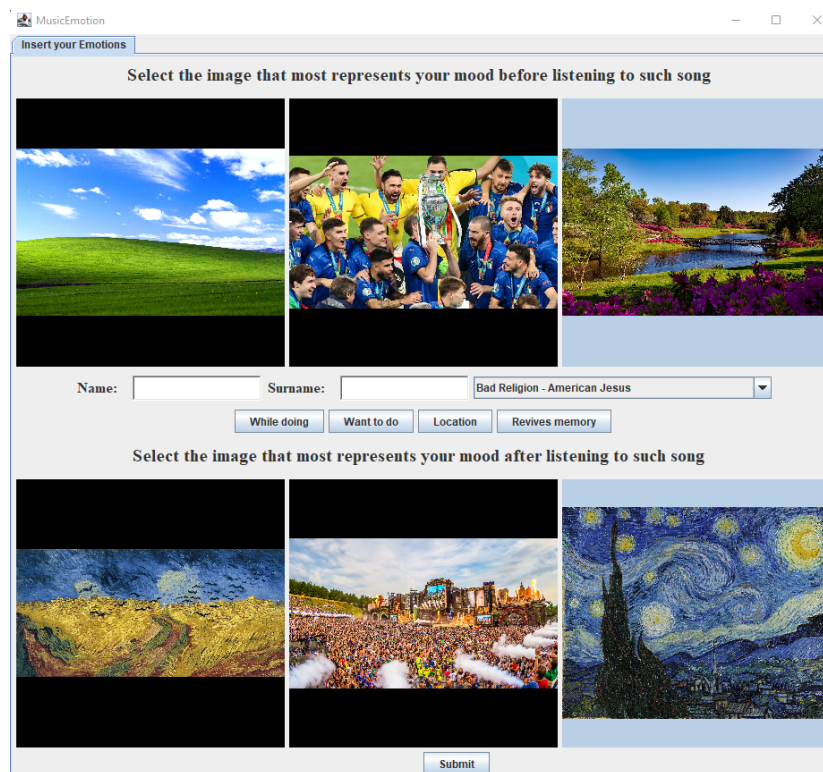 MusicEmotion
Insert your Emotions
Select the image that most represents your mood before listening to such song
Name: Surname: Bad Religion - American Jesus
While doing Want to do Location Revives memory
Select the image that most represents your mood after listening to such song
Submit